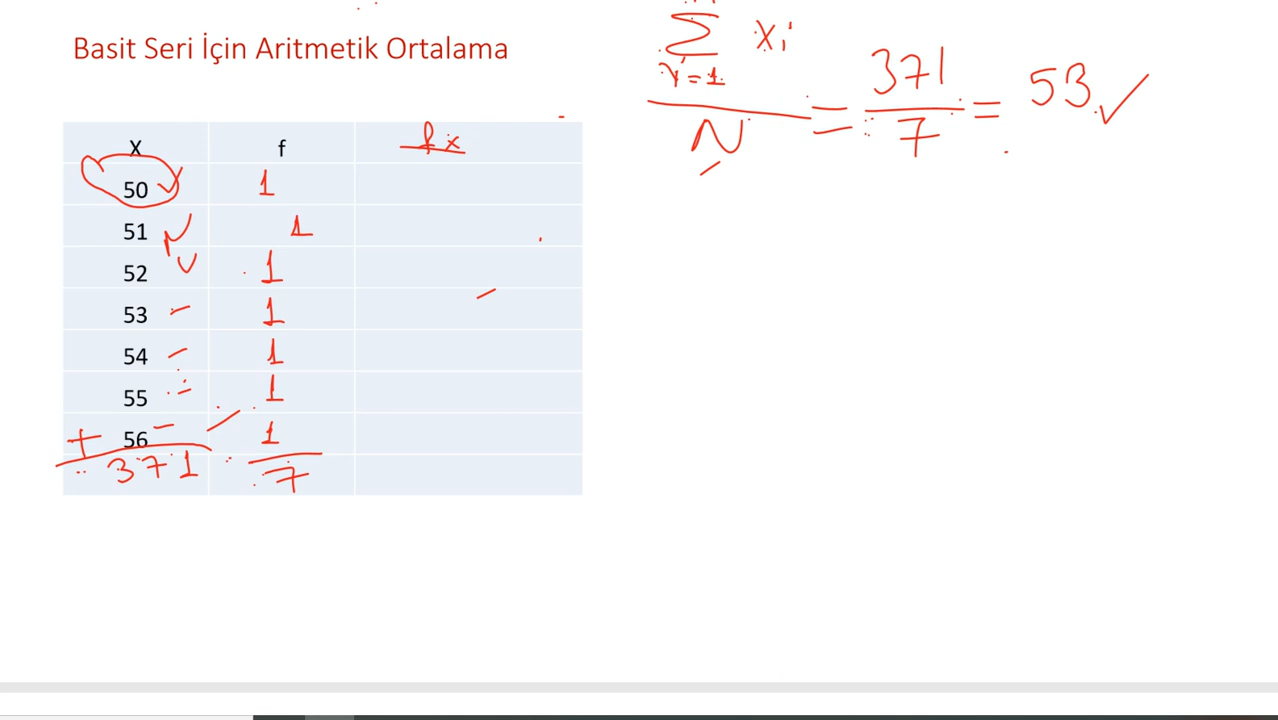 Basit Seri İçin Aritmetik Ortalama
X f fx
50 1
51 1
52 1
53 1
54 1
55 1
+ 56 1
371 7
∑ xi
i=1
N
= 371
7
= 53 ✓